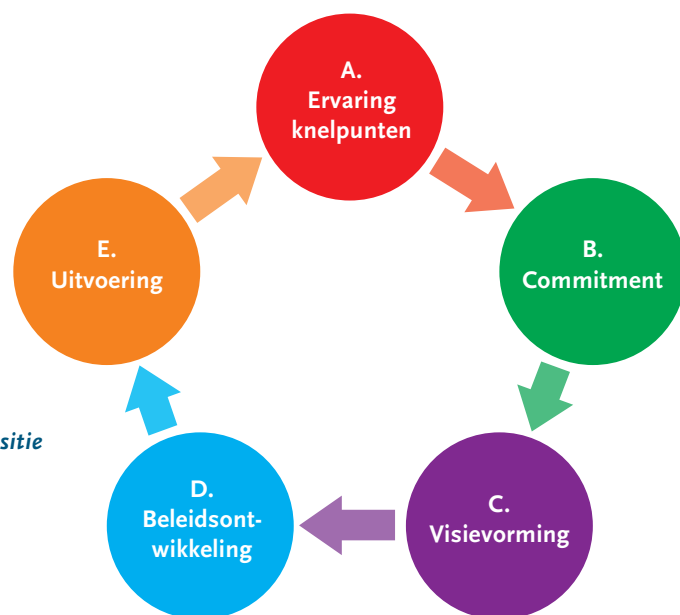 A.
Ervaring
knelpunten
B.
Commitment
C.
Visievorming
D.
Beleidsont-
wikkeling
E.
Uitvoering
sitie